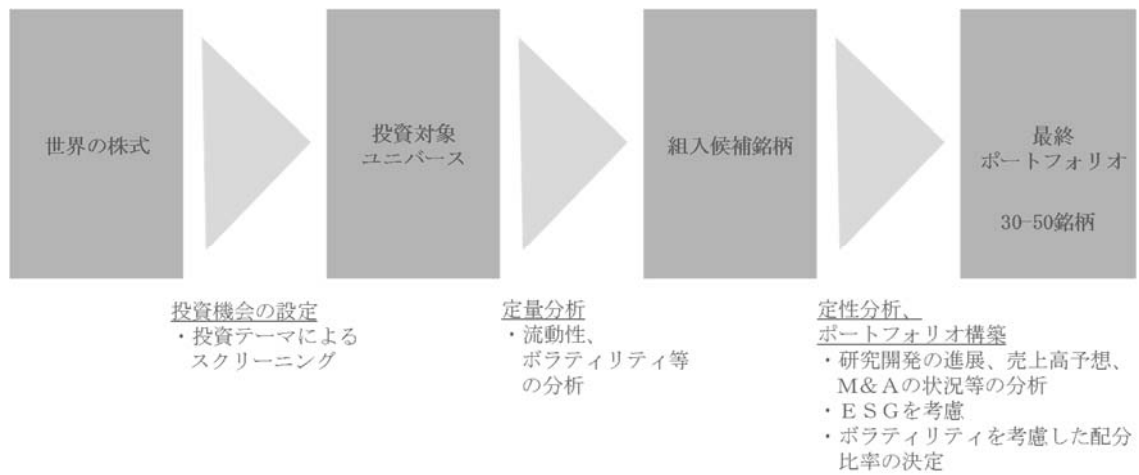 世界の株式
投資対象
ユニバース
組入候補銘柄
最終
ポートフォリオ
30-50銘柄
投資機会の設定
・投資テーマによる
スクリーニング
定量分析
・流動性、
ボラティリティ等
の分析
定性分析、
ポートフォリオ構築
・研究開発の進展、売上高予想、
M&Aの状況等の分析
・ESGを考慮
・ボラティリティを考慮した配分
比率の決定